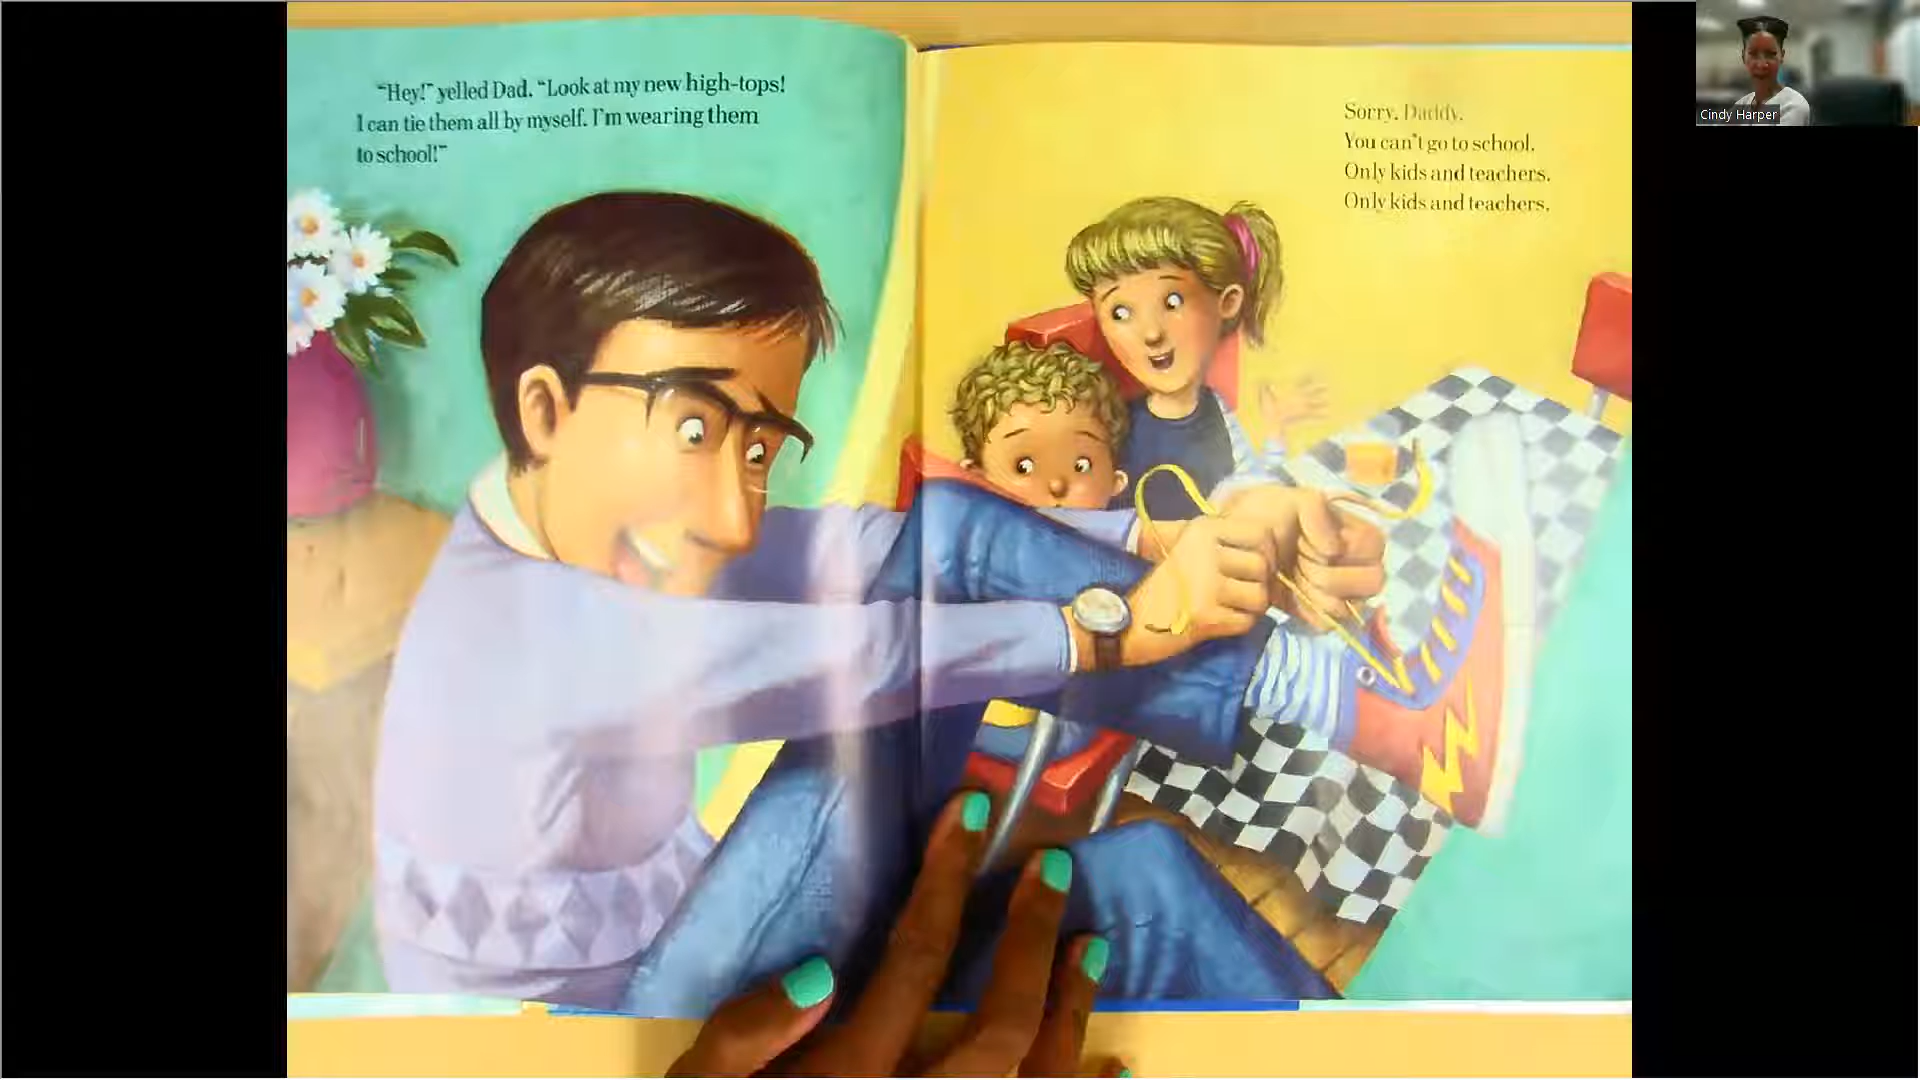 “Hey!” yelled Dad. “Look at my new high-tops!
I can tie them all by myself. I’m wearing them
to school!”
Sorry, Daddy.
You can’t go to school.
Only kids and teachers.
Only kids and teachers.
Cindy Harper